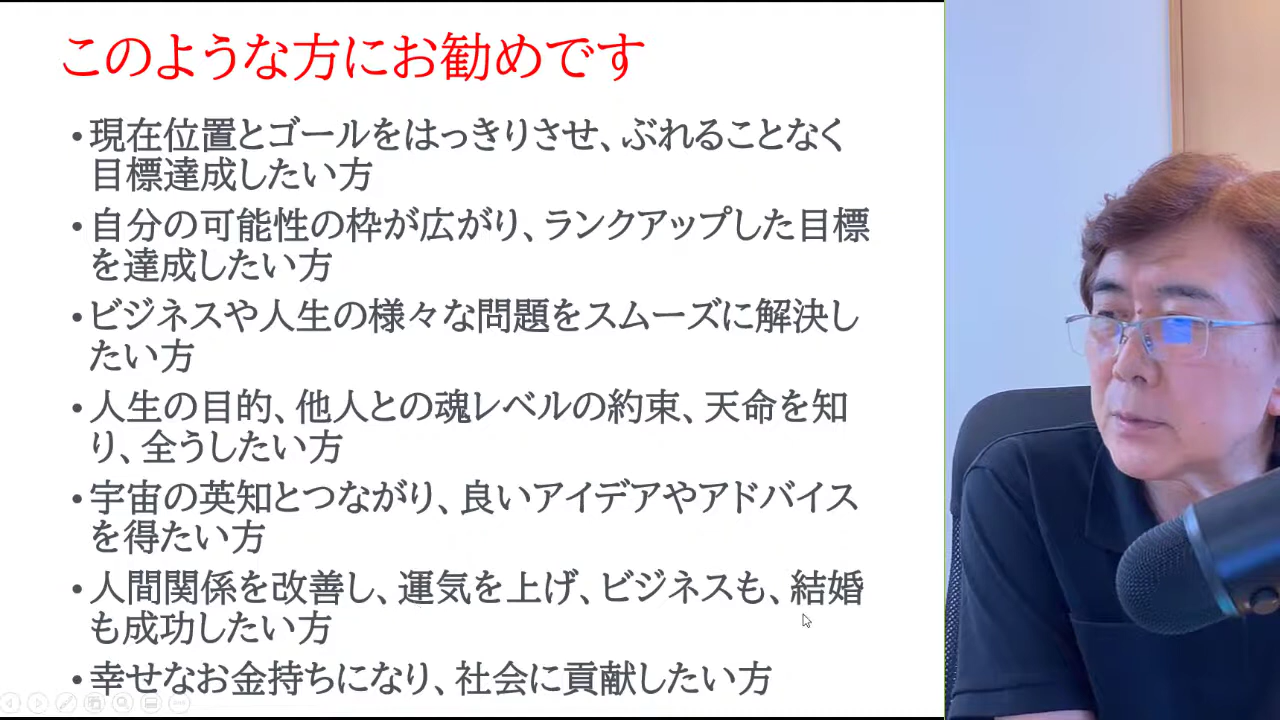 このような方にお勧めです
•現在位置とゴールをはっきりさせ、ぶれることなく
目標達成したい方
•自分の可能性の枠が広がり、ランクアップした目標
を達成したい方
•ビジネスや人生の様々な問題をスムーズに解決し
たい方
•人生の目的、他人との魂レベルの約束、天命を知
り、全うしたい方
•宇宙の英知とつながり、良いアイデアやアドバイス
を得たい方
•人間関係を改善し、運気を上げ、ビジネスも、結婚
も成功したい方
•幸せなお金持ちになり、社会に貢献したい方